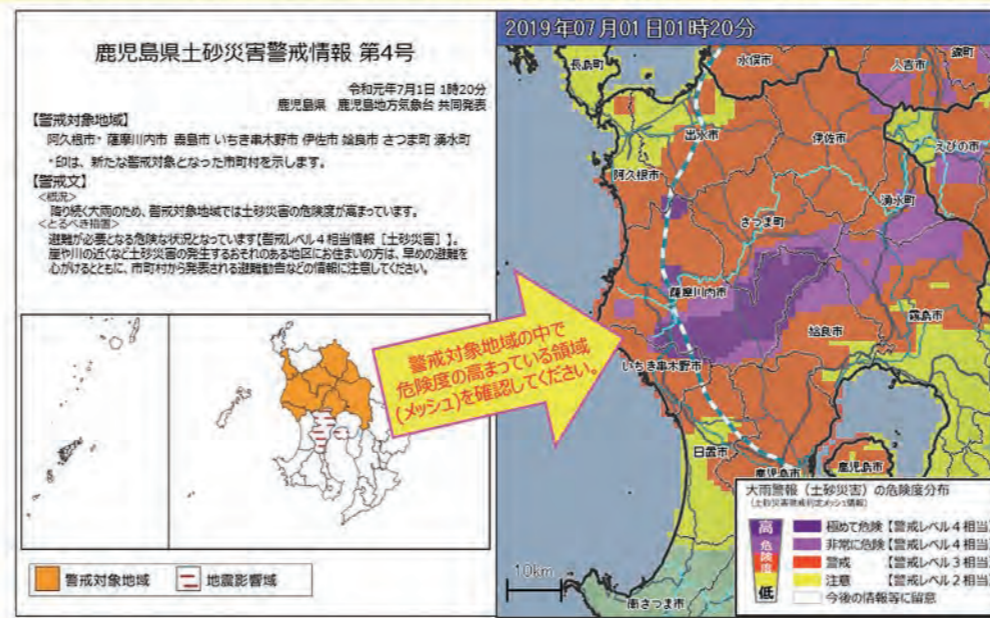 鹿児島県土砂災害警戒情報 第4号
令和元年7月1日 1時20分
鹿児島県 鹿児島地方気象台 共同発表
【警戒対象地域】
阿久根市* 薩摩川内市 霧島市 いちき串木野市 伊佐市 姶良市 さつま町 湧水町
*印は、新たな警戒対象となった市町村を示します。
【警戒文】
<概況>
降り続く大雨のため、警戒対象地域では土砂災害の危険度が高まっています。
<とるべき措置>
避難が必要となる危険な状況となっています【警戒レベル4相当情報［土砂災害］】。
崖や川の近くなど土砂災害の発生するおそれのある地区にお住まいの方は、早めの避難を
心がけるとともに、市町村から発表される避難勧告などの情報に注意してください。
警戒対象地域
地震影響域
警戒対象地域の中で
危険度の高まっている領域
(メッシュ)を確認してください。
2019年07月01日01時20分
長島町
水俣市
人吉市
錦町
出水市
伊佐市
えびの市
阿久根市
湧水町
さつま町
薩摩川内市
霧島市
姶良市
いちき串木野市
日置市
鹿児島市
鹿児島市
南さつま市
10km
大雨警報（土砂災害）の危険度分布
（土砂災害警戒判定メッシュ情報）
高
危険度
低
極めて危険【警戒レベル4相当】
非常に危険【警戒レベル4相当】
警戒 【警戒レベル3相当】
注意 【警戒レベル2相当】
今後の情報等に留意